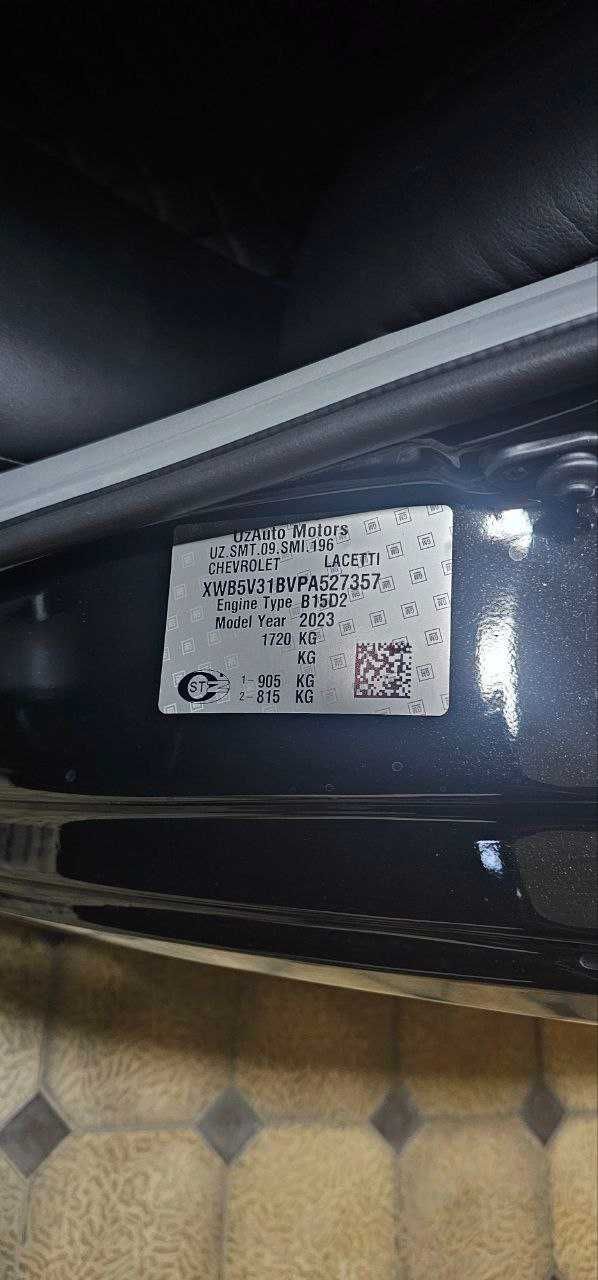 UzAuto Motors
UZ.SMT.09.SMI.196
CHEVROLET LACETTI
XWB5V31BVPA527357
Engine Type B15D2
Model Year 2023
1720 KG
KG
1- 905 KG
2- 815 KG
ST